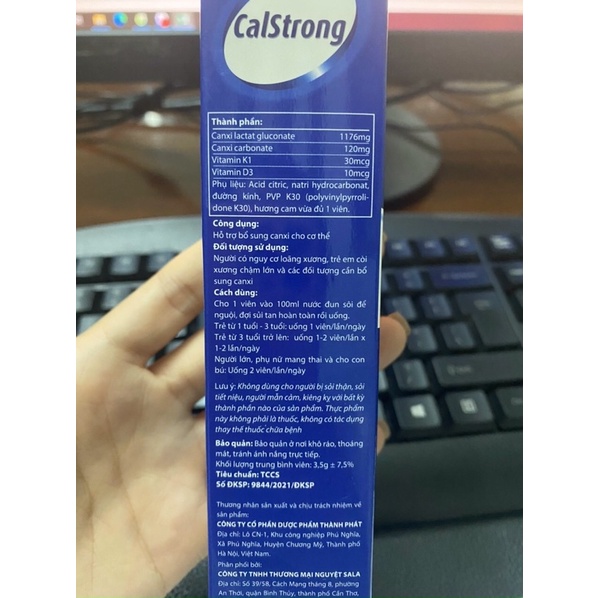 CalStrong
Thành phần:
Canxi lactat gluconate 1176mg
Canxi carbonate 120mg
Vitamin K1 30mcg
Vitamin D3 10mcg
Phụ liệu: Acid citric, natri hydrocarbonat,
đường kính, PVP K30 (polyvinylpyrroli-
done K30), hương cam vừa đủ 1 viên.
Công dụng:
Hỗ trợ bổ sung canxi cho cơ thể
Đối tượng sử dụng:
Người có nguy cơ loãng xương, trẻ em còi
xương chậm lớn và các đối tượng cần bổ
sung canxi
Cách dùng:
Cho 1 viên vào 100ml nước đun sôi để
nguội, đợi sủi tan hoàn toàn rồi uống.
Trẻ từ 1 tuổi - 3 tuổi: uống 1 viên/lần/ngày
Trẻ từ 3 tuổi trở lên: uống 1-2 viên/lần x
1-2 lần/ngày
Người lớn, phụ nữ mang thai và cho con
bú: Uống 2 viên/lần/ngày
Lưu ý: Không dùng cho người bị sỏi thận, sỏi
tiết niệu, người mẫn cảm, kiêng kỵ với bất kỳ
thành phần nào của sản phẩm. Thực phẩm
này không phải là thuốc, không có tác dụng
thay thế thuốc chữa bệnh
Bảo quản: Bảo quản ở nơi khô ráo, thoáng
mát, tránh ánh nắng trực tiếp.
Khối lượng trung bình viên: 3,5g ± 7,5%
Tiêu chuẩn: TCCS
Số ĐKSP: 9844/2021/ĐKSP
Thương nhân sản xuất và chịu trách nhiệm về
sản phẩm:
CÔNG TY CỔ PHẦN DƯỢC PHẨM THÀNH PHÁT
Địa chỉ: Lô CN-1, Khu công nghiệp Phú Nghĩa,
Xã Phú Nghĩa, Huyện Chương Mỹ, Thành phố
Hà Nội, Việt Nam.
Phân phối bởi:
CÔNG TY TNHH THƯƠNG MẠI NGUYỆT SALA
Địa chỉ: Số 39/58, Cách Mạng tháng 8, phường
An Thới, quận Bình Thủy, thành phố Cần Thơ,